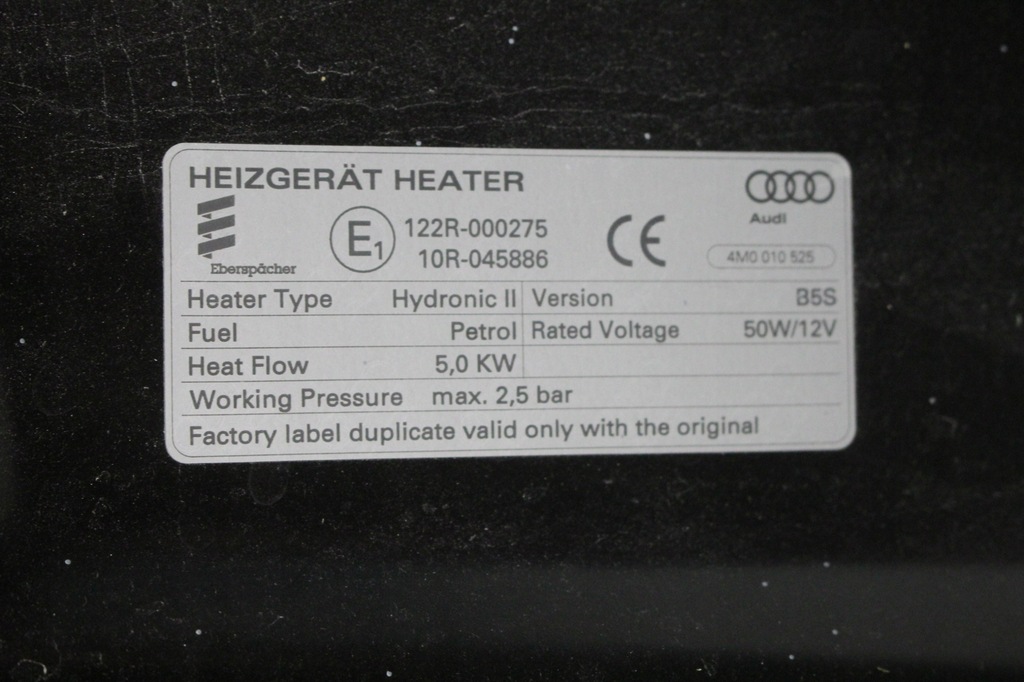 HEIZGERÄT HEATER
Audi
Eberspächer
E1
122R-000275
10R-045886
CE
4M0 010 525
Heater Type Hydronic II Version B5S
Fuel Petrol Rated Voltage 50W/12V
Heat Flow 5,0 KW
Working Pressure max. 2,5 bar
Factory label duplicate valid only with the original